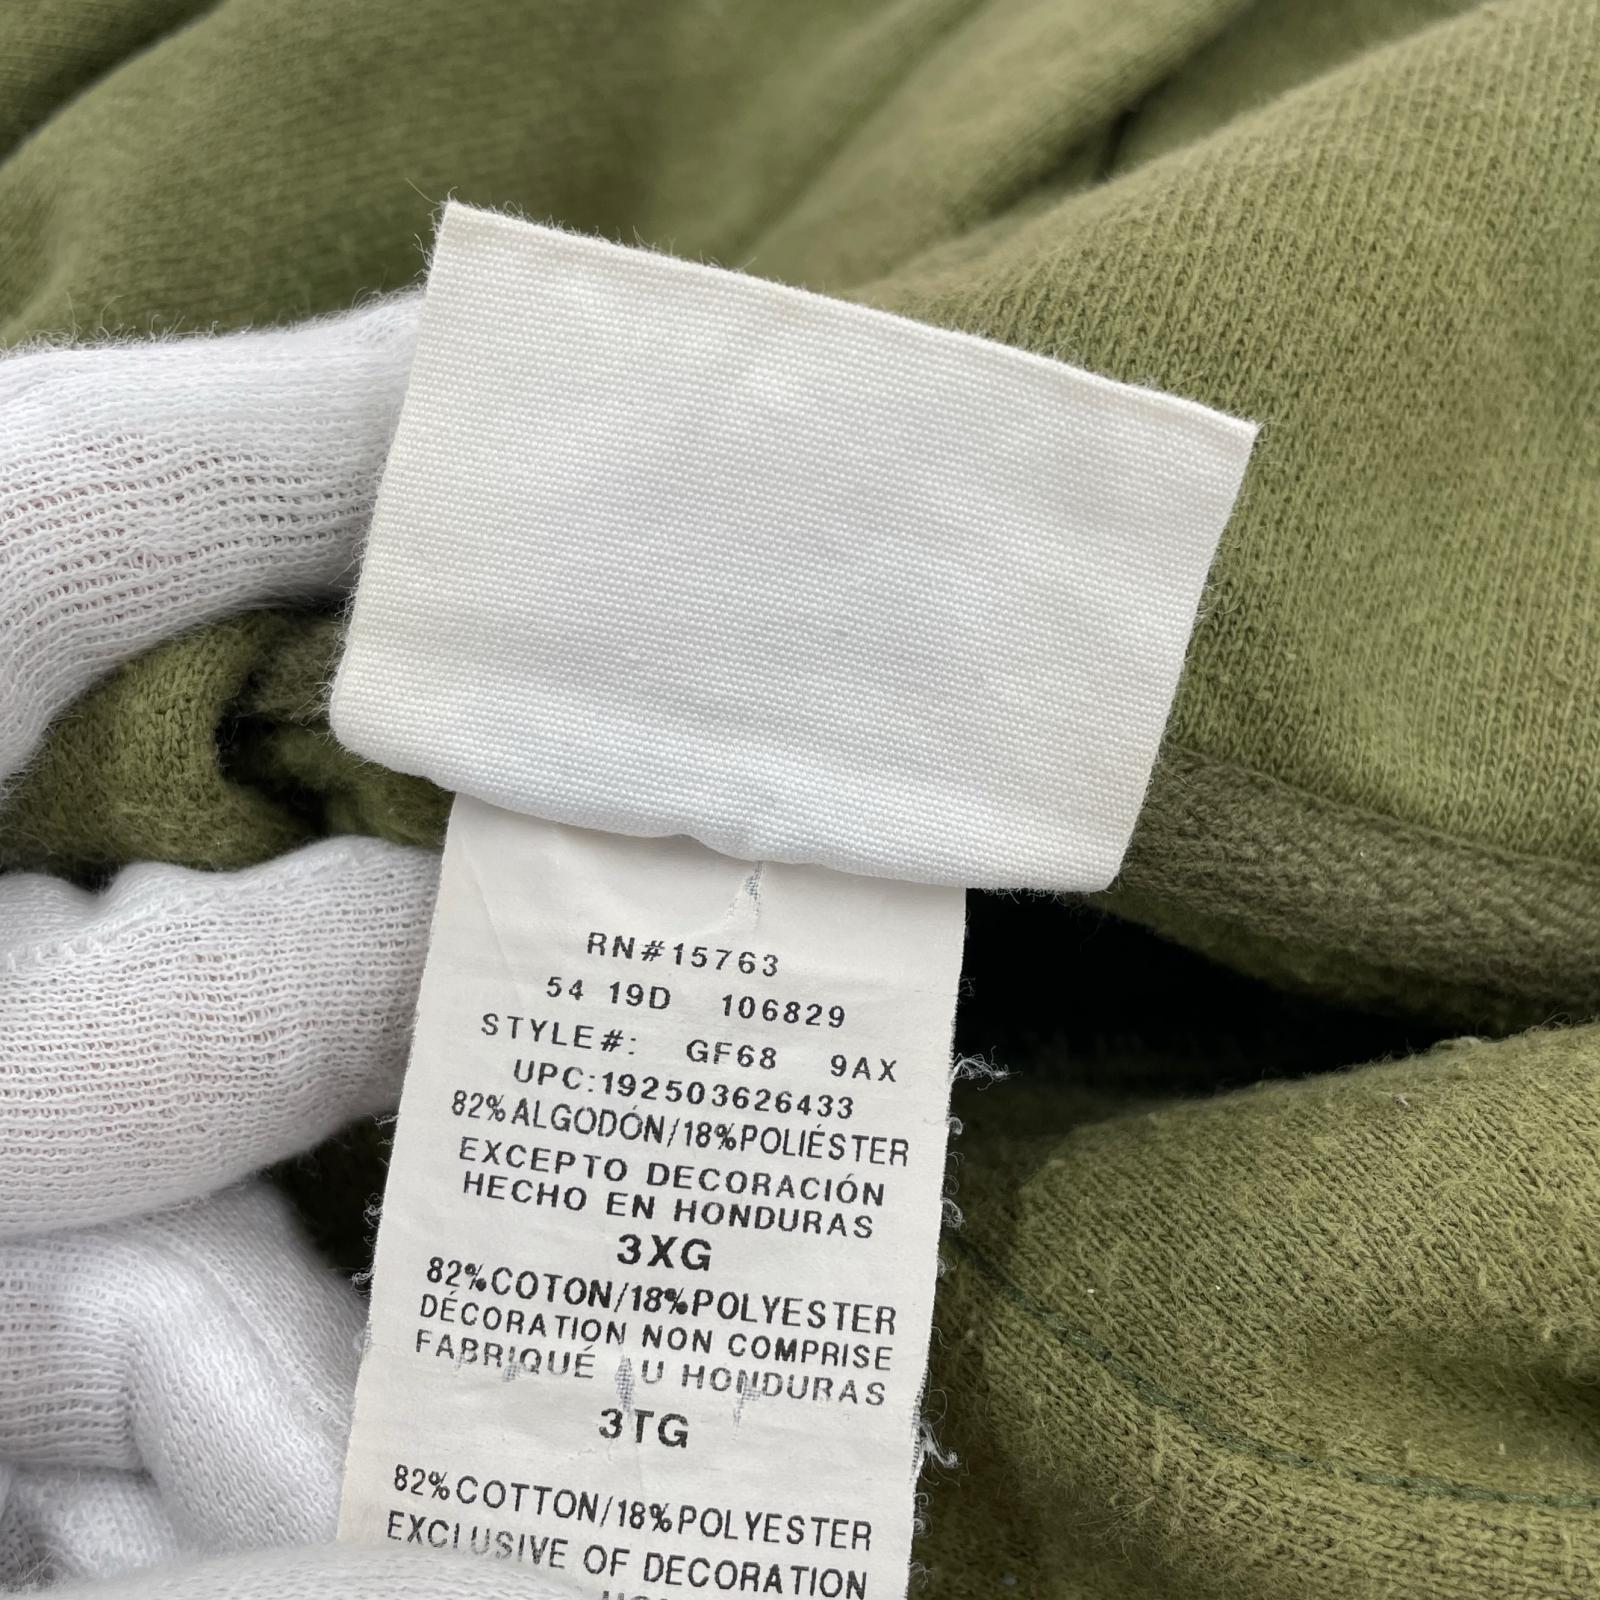 RN#15763
54 19D 106829
STYLE#: GF68 9AX
UPC:192503626433
82%ALGODÓN/18%POLIÉSTER
EXCEPTO DECORACIÓN
HECHO EN HONDURAS
3XG
82%COTON/18%POLYESTER
DÉCORATION NON COMPRISE
FABRIQUÉ AU HONDURAS
3TG
82%COTTON/18%POLYESTER
EXCLUSIVE OF DECORATION